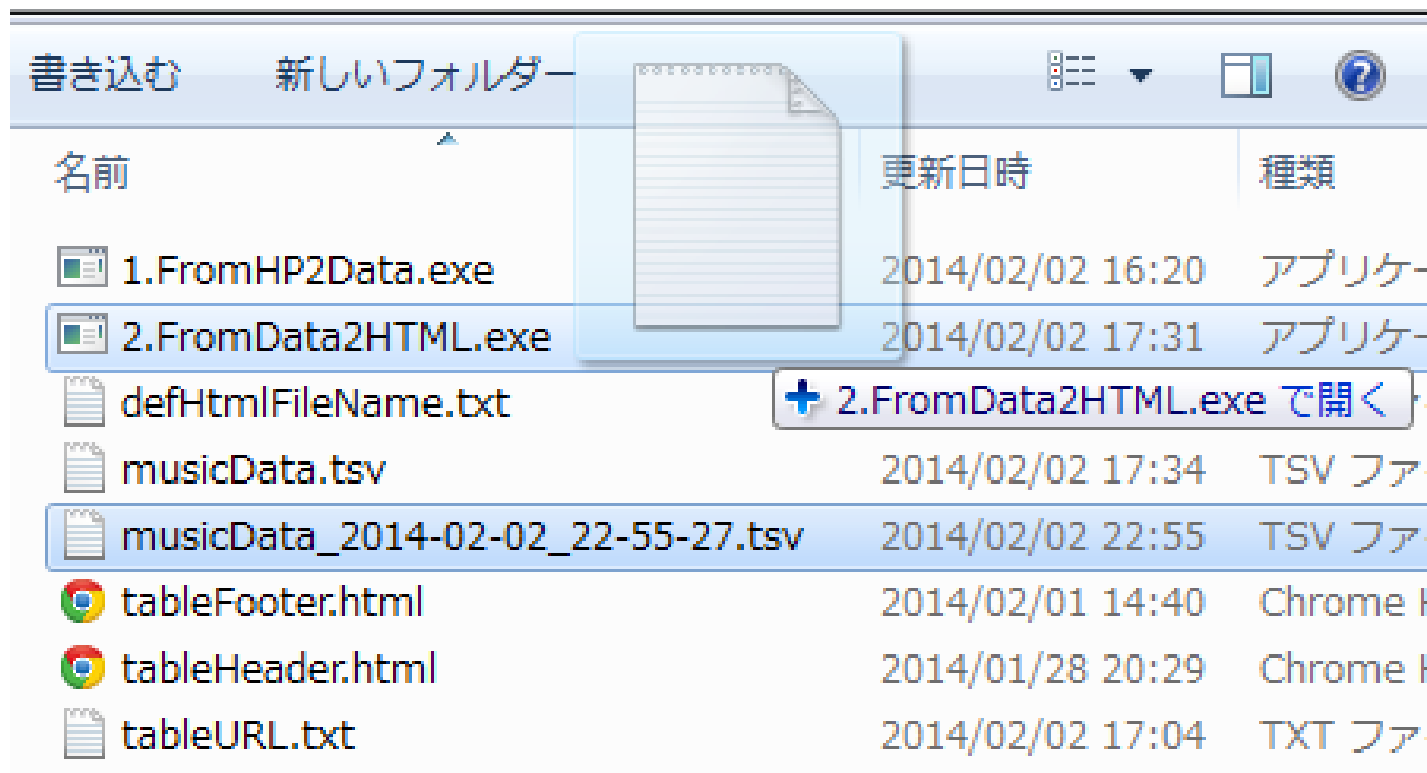 書き込む 新しいフォルダー
名前 更新日時 種類
1.FromHP2Data.exe 2014/02/02 16:20 アプリケー
2.FromData2HTML.exe 2014/02/02 17:31 アプリケー
defHtmlFileName.txt
2.FromData2HTML.exe で開く
musicData.tsv 2014/02/02 17:34 TSV ファ
musicData_2014-02-02_22-55-27.tsv 2014/02/02 22:55 TSV ファ
tableFooter.html 2014/02/01 14:40 Chrome
tableHeader.html 2014/01/28 20:29 Chrome
tableURL.txt 2014/02/02 17:04 TXT ファ